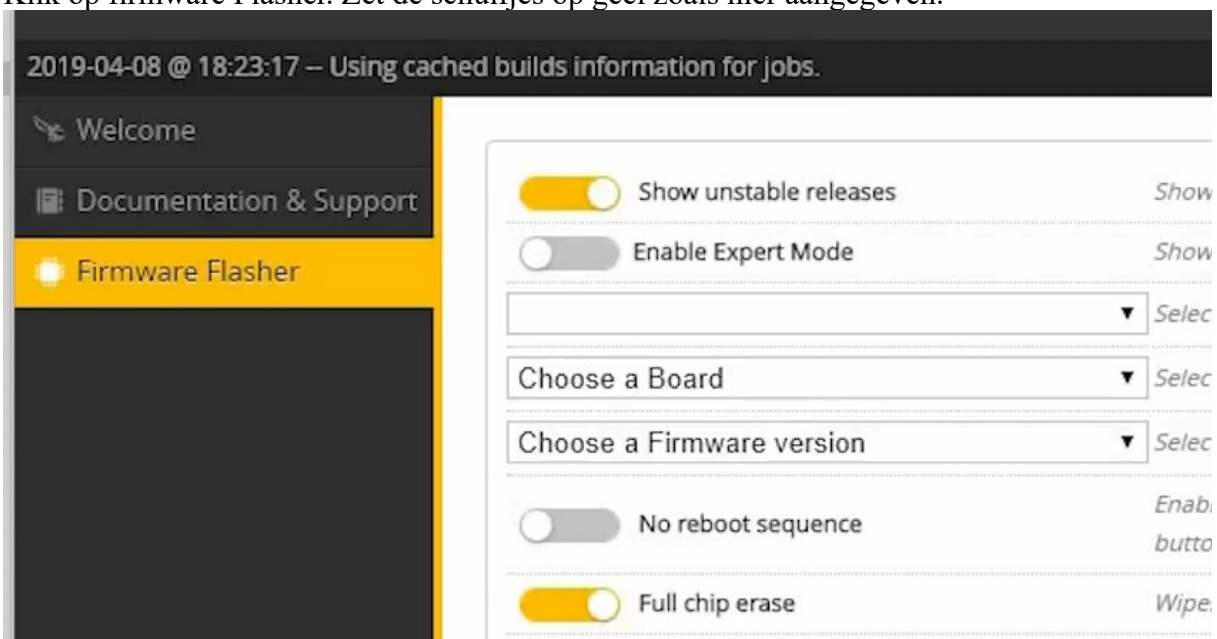 Klik op firmware Flasher. Zet de schuifjes op geel zoals hier aangegeven.
2019-04-08 @ 18:23:17 -- Using cached builds information for jobs.
Welcome
Documentation & Support
Firmware Flasher
Show unstable releases Show
Enable Expert Mode Show
Selec
Choose a Board Selec
Choose a Firmware version Selec
No reboot sequence
Enab
butto
Full chip erase Wipe